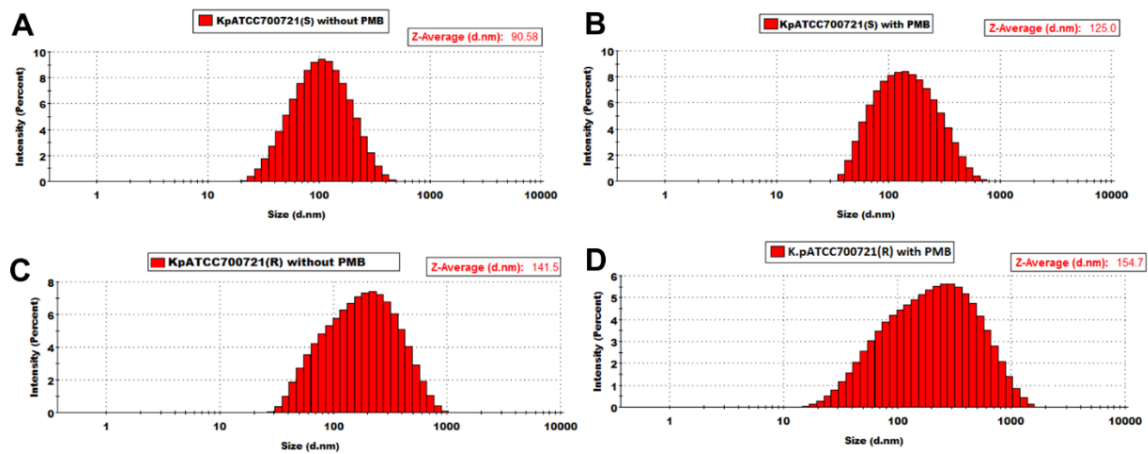 A
KpATCC700721(S) without PMB
Z-Average (d.nm): 90.58
Intensity (Percent)
10
8
6
4
2
0
1
10
100
1000
10000
Size (d.nm)
B
KpATCC700721(S) with PMB
Z-Average (d.nm): 125.0
Intensity (Percent)
10
8
6
4
2
0
1
10
100
1000
10000
Size (d.nm)
C
KpATCC700721(R) without PMB
Z-Average (d.nm): 141.5
Intensity (Percent)
8
6
4
2
0
1
10
100
1000
10000
Size (d.nm)
D
K.pATCC700721(R) with PMB
Z-Average (d.nm): 154.7
Intensity (Percent)
6
5
4
3
2
1
0
1
10
100
1000
10000
Size (d.nm)